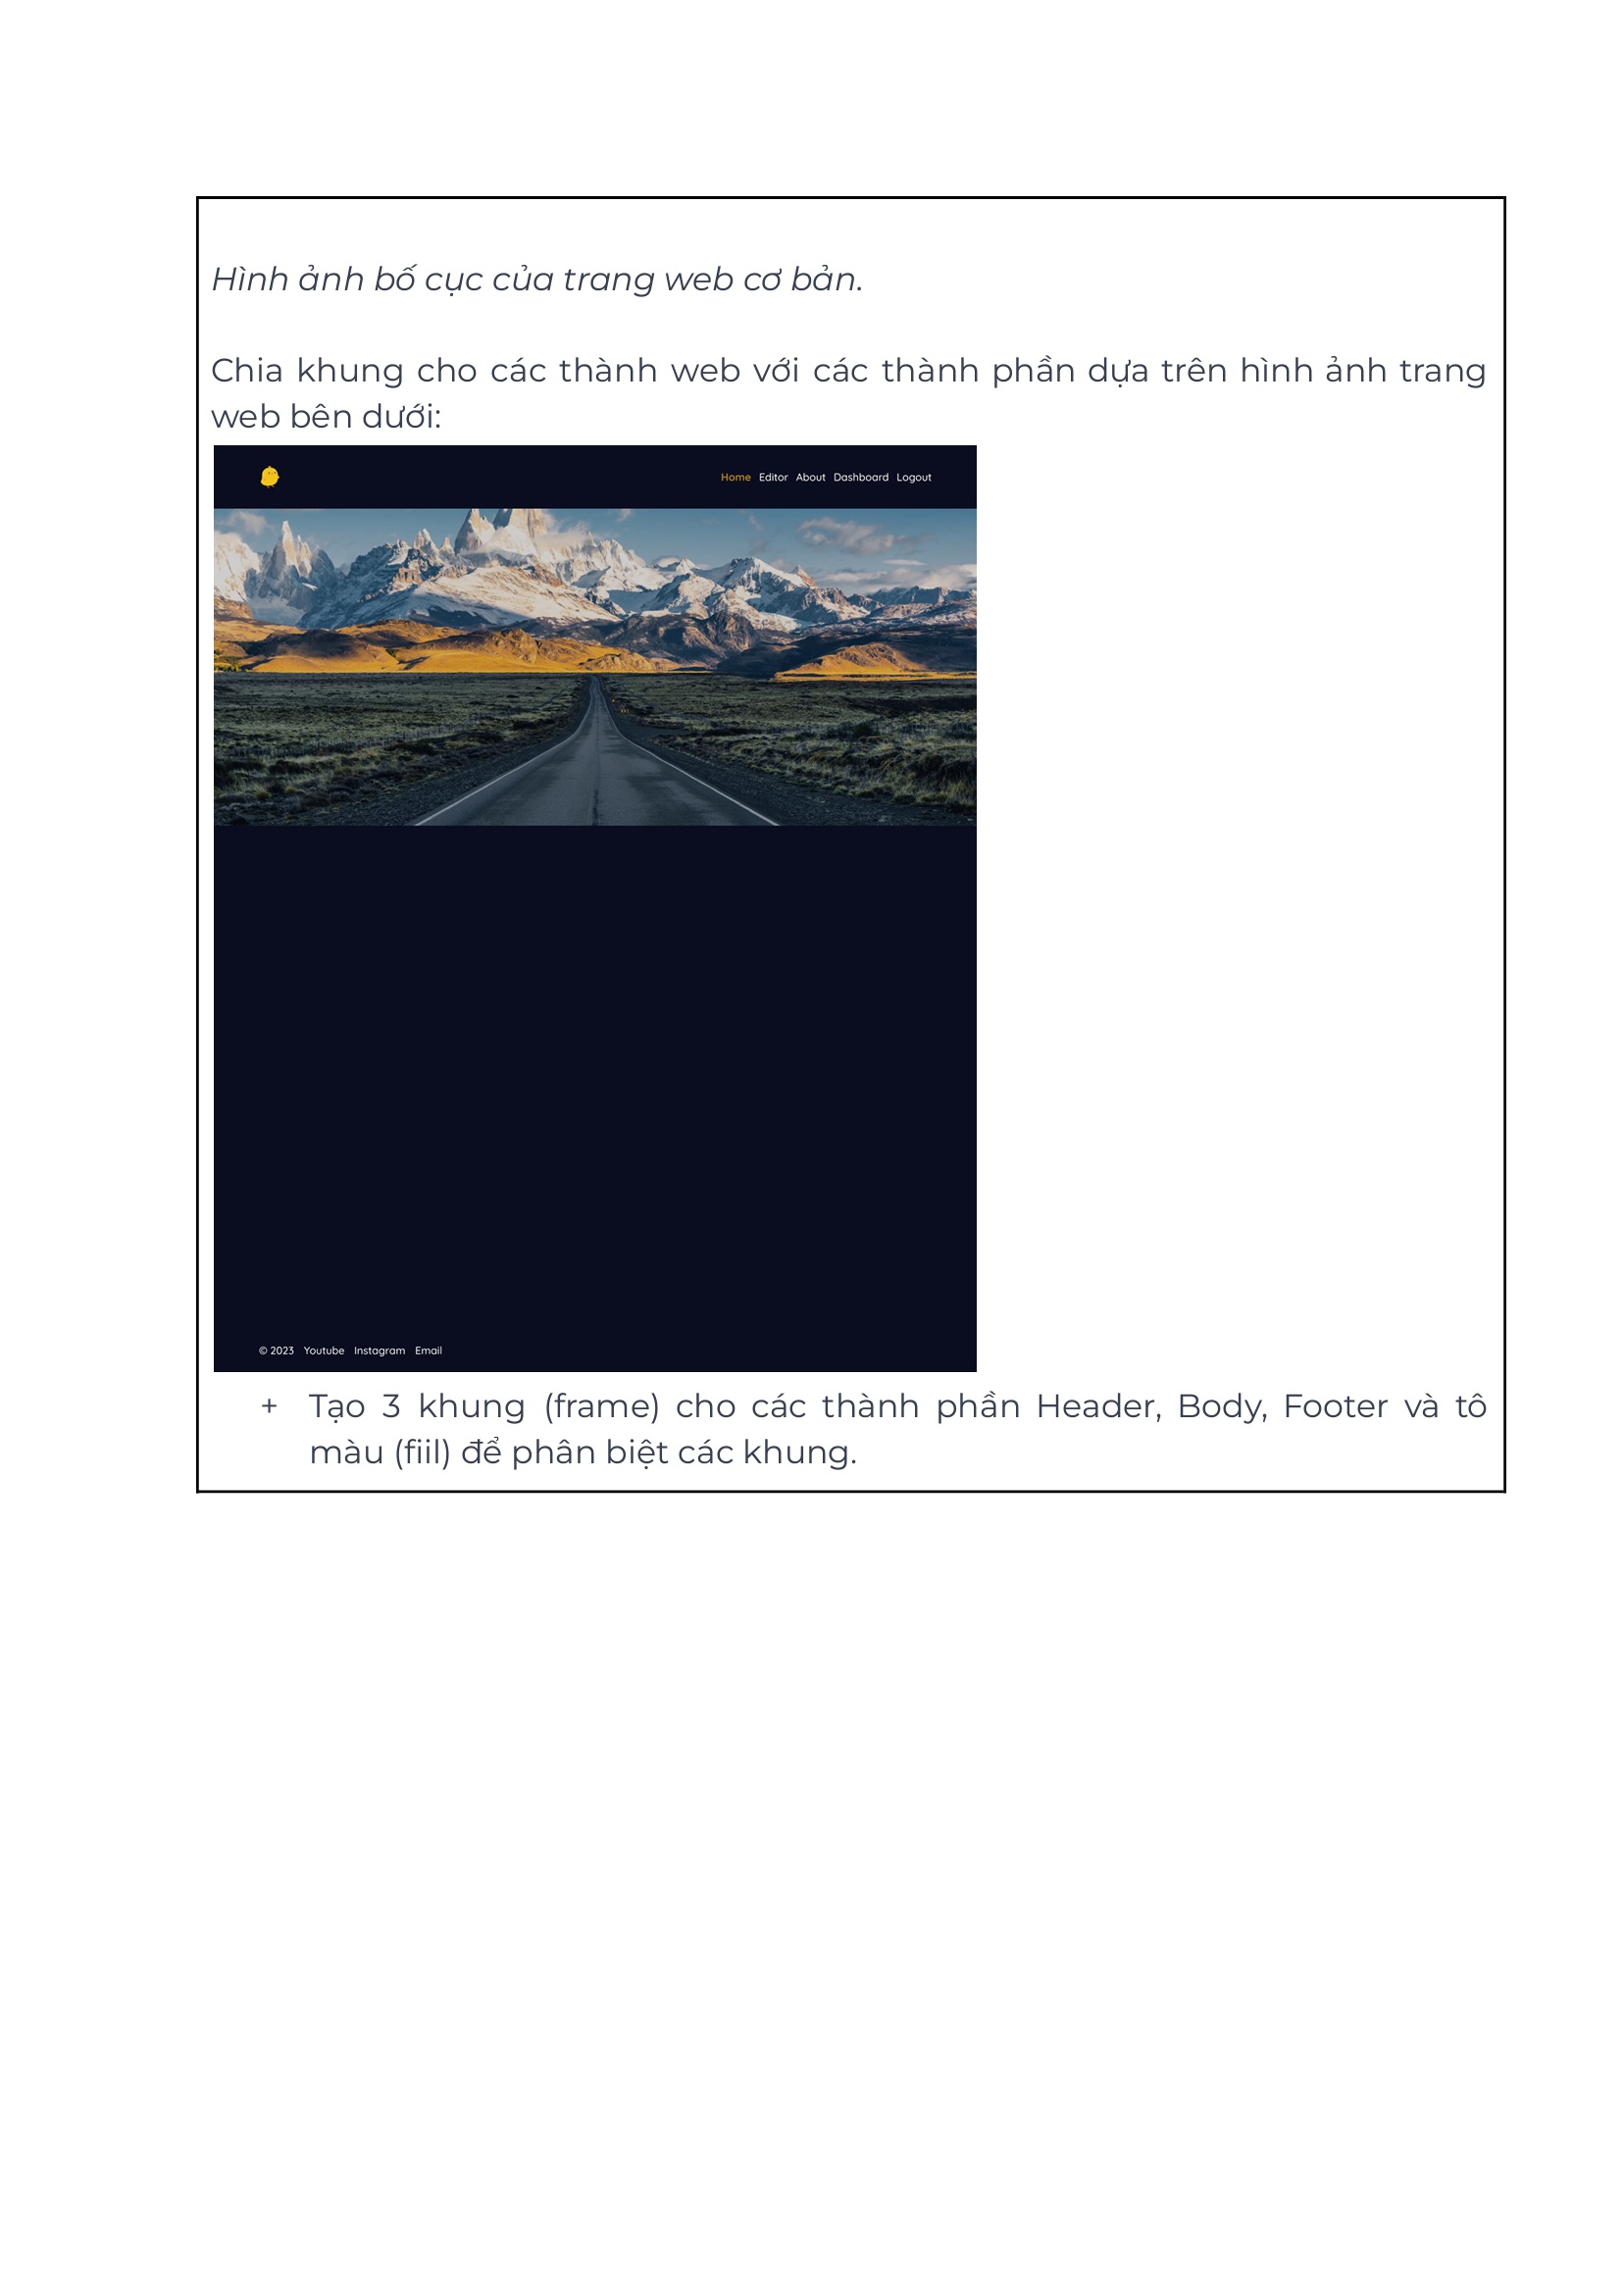 Hình ảnh bố cục của trang web cơ bản.
Chia khung cho các thành web với các thành phần dựa trên hình ảnh trang
web bên dưới:
Home Editor About Dashboard Logout
© 2023 Youtube Instagram Email
+ Tạo 3 khung (frame) cho các thành phần Header, Body, Footer và tô
màu (fiil) để phân biệt các khung.